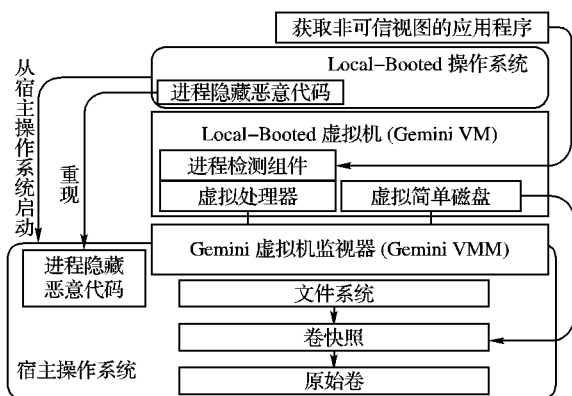 获取非可信视图的应用程序
Local-Booted 操作系统
进程隐藏恶意代码
从宿主操作系统启动
重现
Local-Booted 虚拟机 (Gemini VM)
进程检测组件
虚拟处理器
虚拟简单磁盘
Gemini 虚拟机监视器 (Gemini VMM)
进程隐藏
恶意代码
文件系统
卷快照
宿主操作系统
原始卷